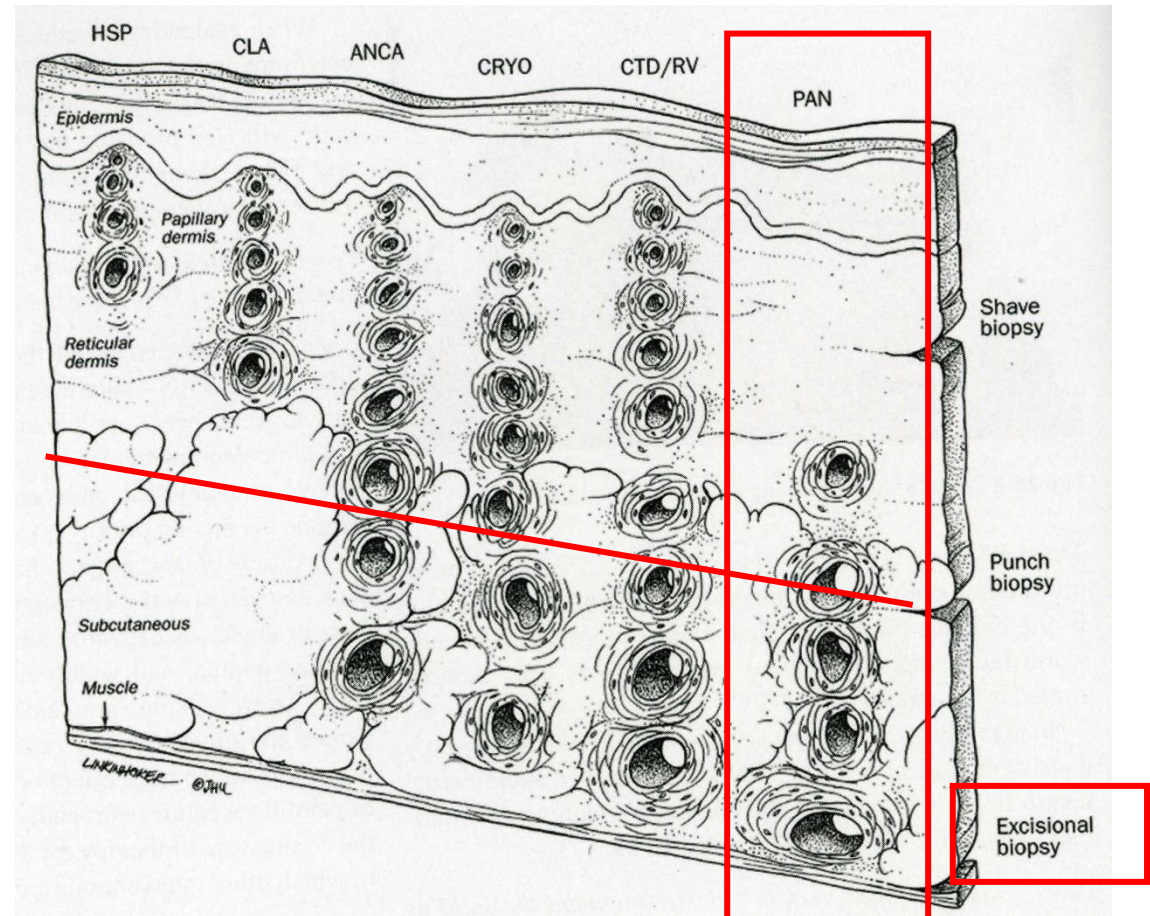 HSP
CLA
ANCA
CRYO
CTD/RV
PAN
Epidermis
Papillary
dermis
Reticular
dermis
Shave
biopsy
Punch
biopsy
Subcutaneous
Muscle
©JHU
Excisional
biopsy